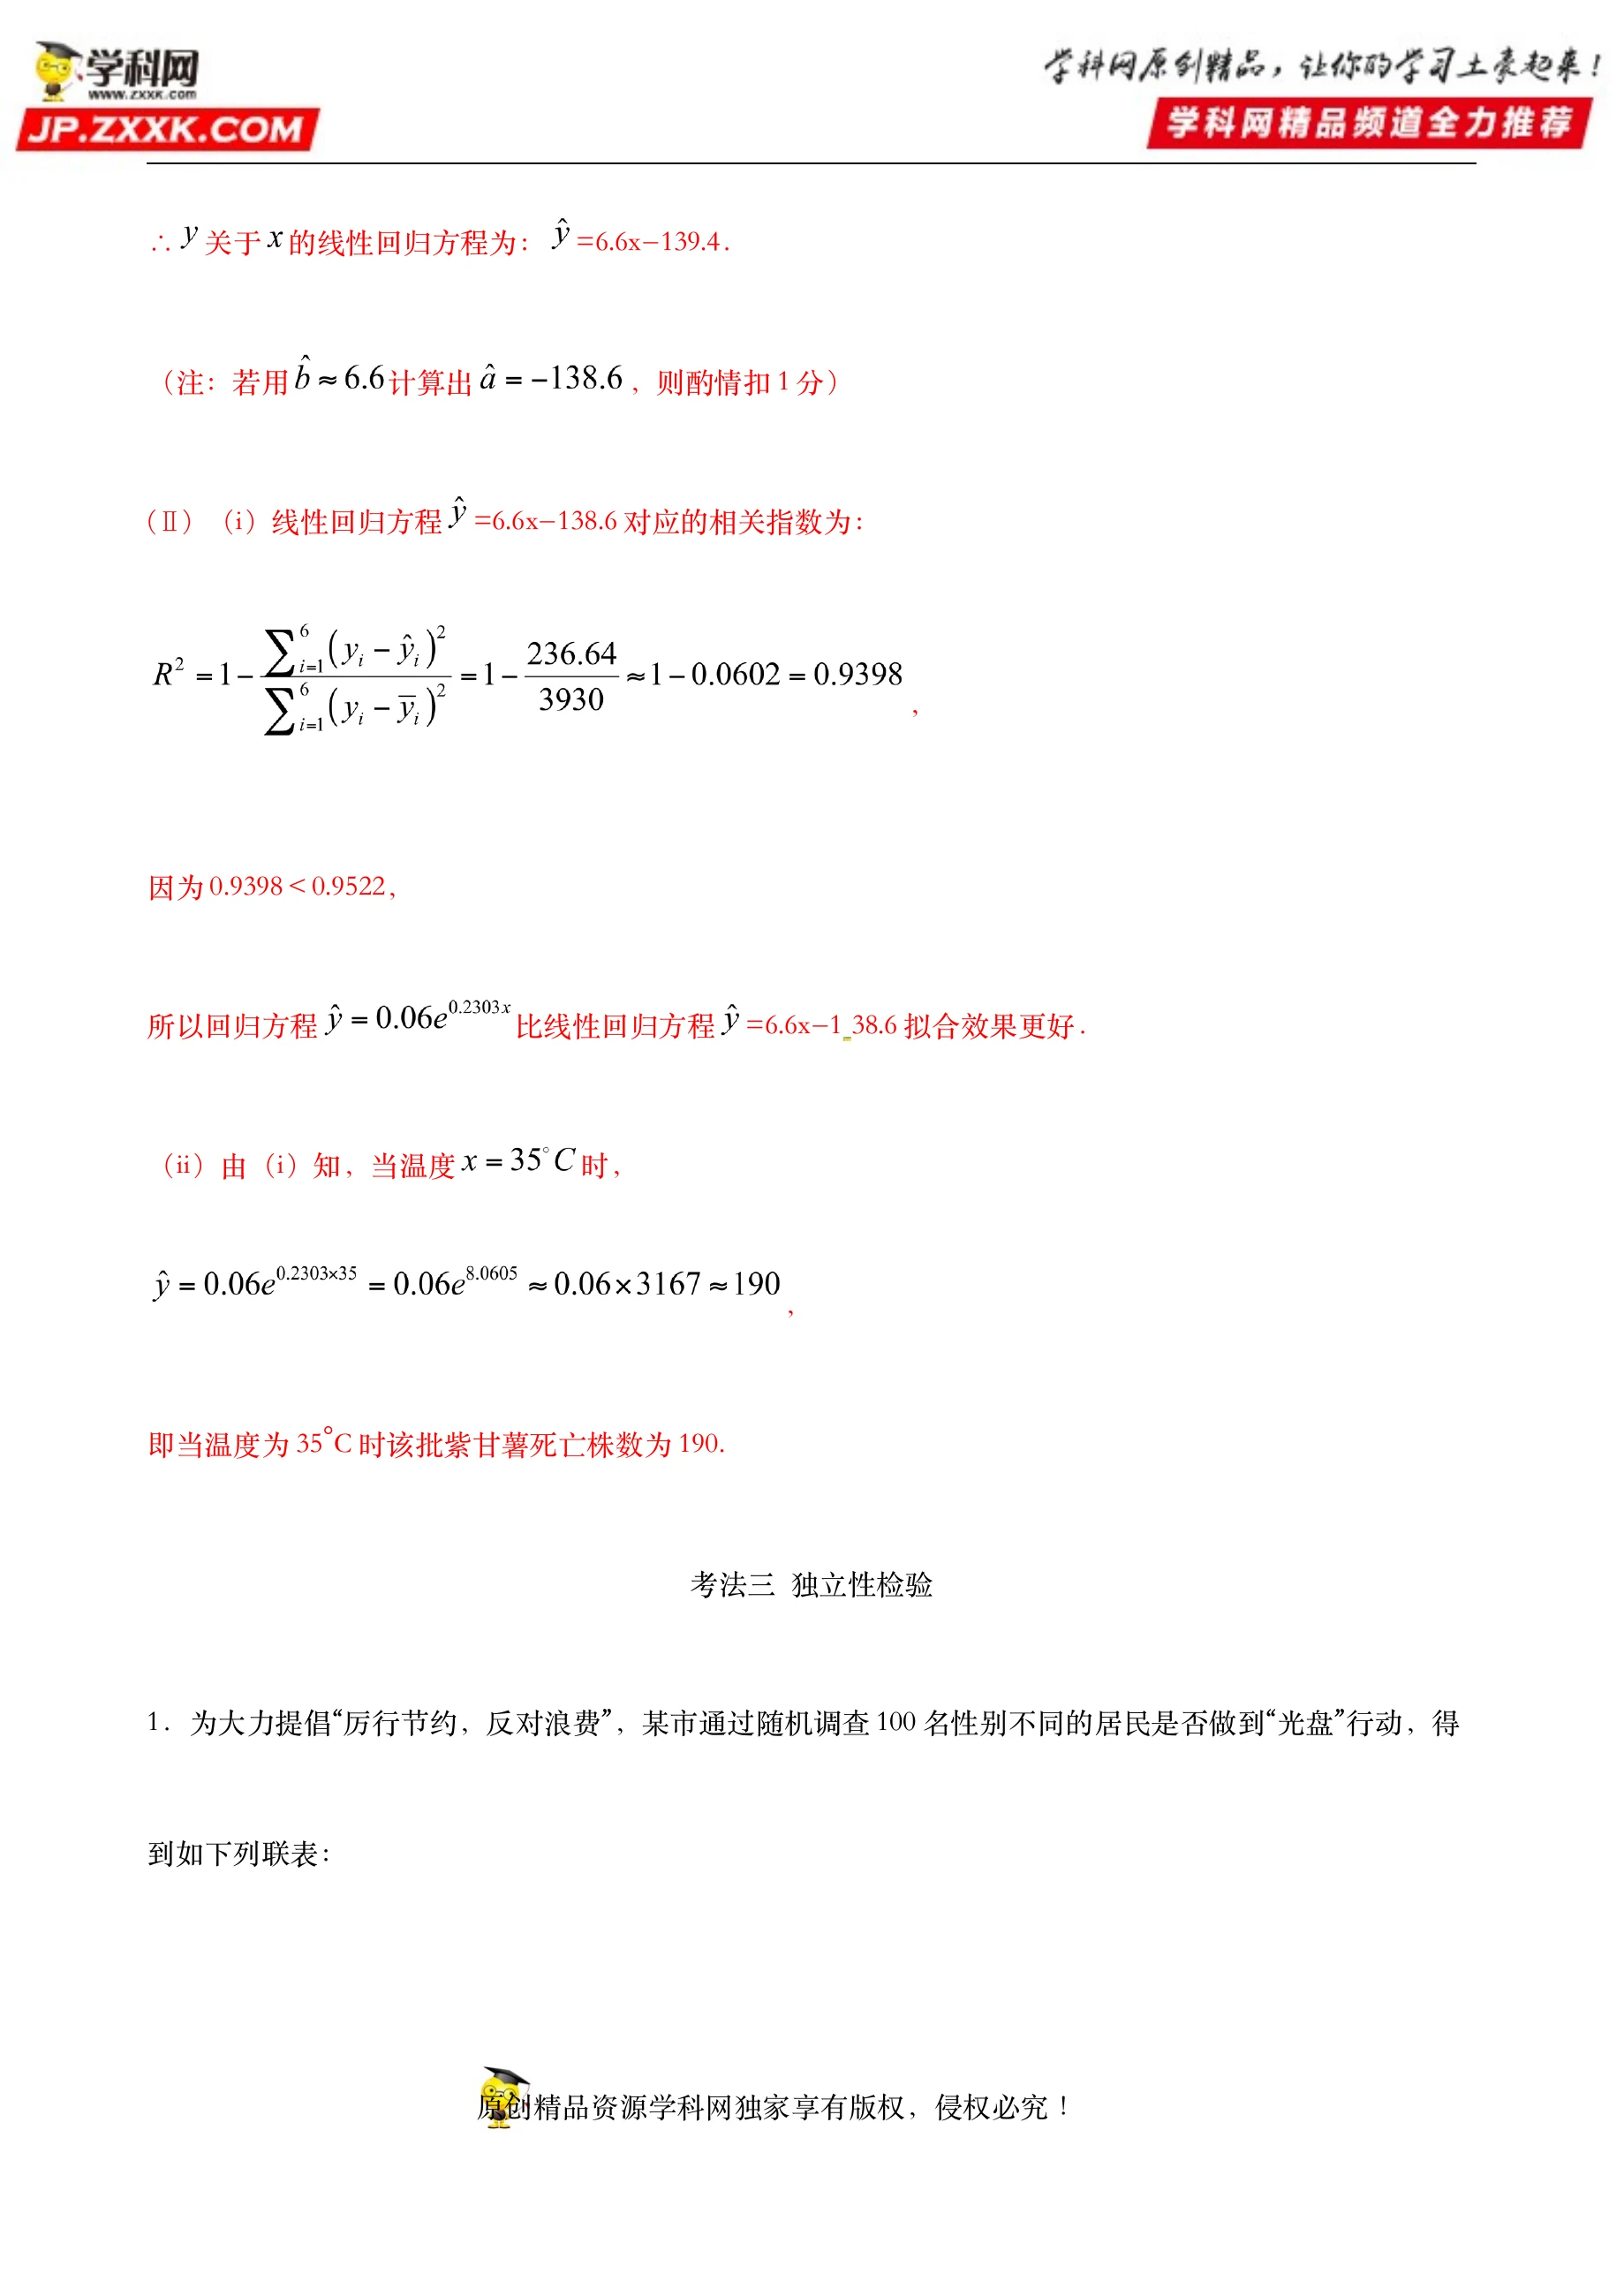 学科网
www.zxxk.com
JP.ZXXK.COM
学科网原创精品，让你的学习土豪起来！
学科网精品频道全力推荐
∴ y 关于 x 的线性回归方程为： ŷ =6.6x−139.4．
（注：若用 b̂ ≈ 6.6 计算出 â = −138.6 ，则酌情扣 1 分）
（Ⅱ）（i）线性回归方程 ŷ =6.6x−138.6 对应的相关指数为：
R² = 1 − ∑⁶ᵢ₌₁(yᵢ − ŷᵢ)² / ∑⁶ᵢ₌₁(yᵢ − y̅ᵢ)² = 1 − 236.64/3930 ≈ 1 − 0.0602 = 0.9398 ，
因为 0.9398＜0.9522，
所以回归方程 ŷ = 0.06e^{0.2303x} 比线性回归方程 ŷ =6.6x−138.6 拟合效果更好．
（ii）由（i）知，当温度 x = 35°C 时，
ŷ = 0.06e^{0.2303×35} = 0.06e^{8.0605} ≈ 0.06×3167 ≈ 190 ，
即当温度为 35°C 时该批紫甘薯死亡株数为 190.
考法三 独立性检验
1．为大力提倡“厉行节约，反对浪费”，某市通过随机调查 100 名性别不同的居民是否做到“光盘”行动，得
到如下列联表：
原创精品资源学科网独家享有版权，侵权必究！